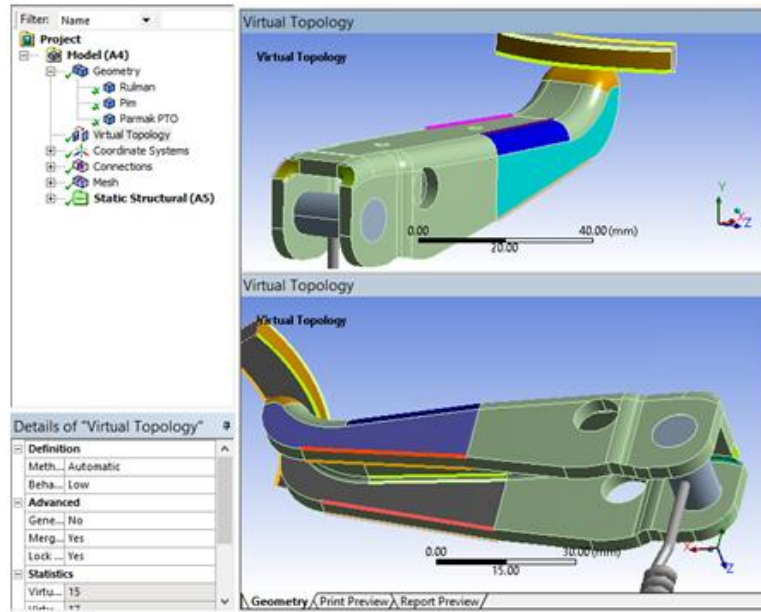 Filter: Name
Project
Model (A4)
Geometry
Rulman
Pim
Parmak PTO
Virtual Topology
Coordinate Systems
Connections
Mesh
Static Structural (A5)
Details of "Virtual Topology"
Definition
Meth... Automatic
Beha... Low
Advanced
Gene... No
Merg... Yes
Lock ... Yes
Statistics
Virtu... 15
Virtu... 17
Virtual Topology
Virtual Topology
0.00 40.00 (mm)
20.00
Y
X
Z
Virtual Topology
Virtual Topology
0.00 30.00 (mm)
15.00
X
Z
Geometry Print Preview Report Preview